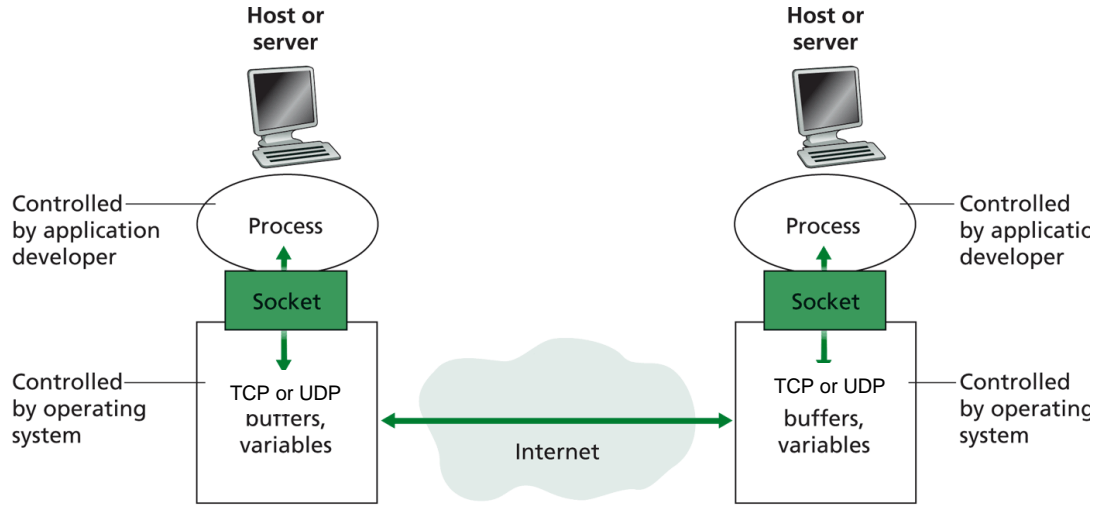 Host or
server
Host or
server
Controlled
by application
developer
Process
Process
Controlled
by applicatic
developer
Socket
Socket
Controlled
by operating
system
TCP or UDP
buffers,
variables
Internet
TCP or UDP
buffers,
variables
Controlled
by operating
system